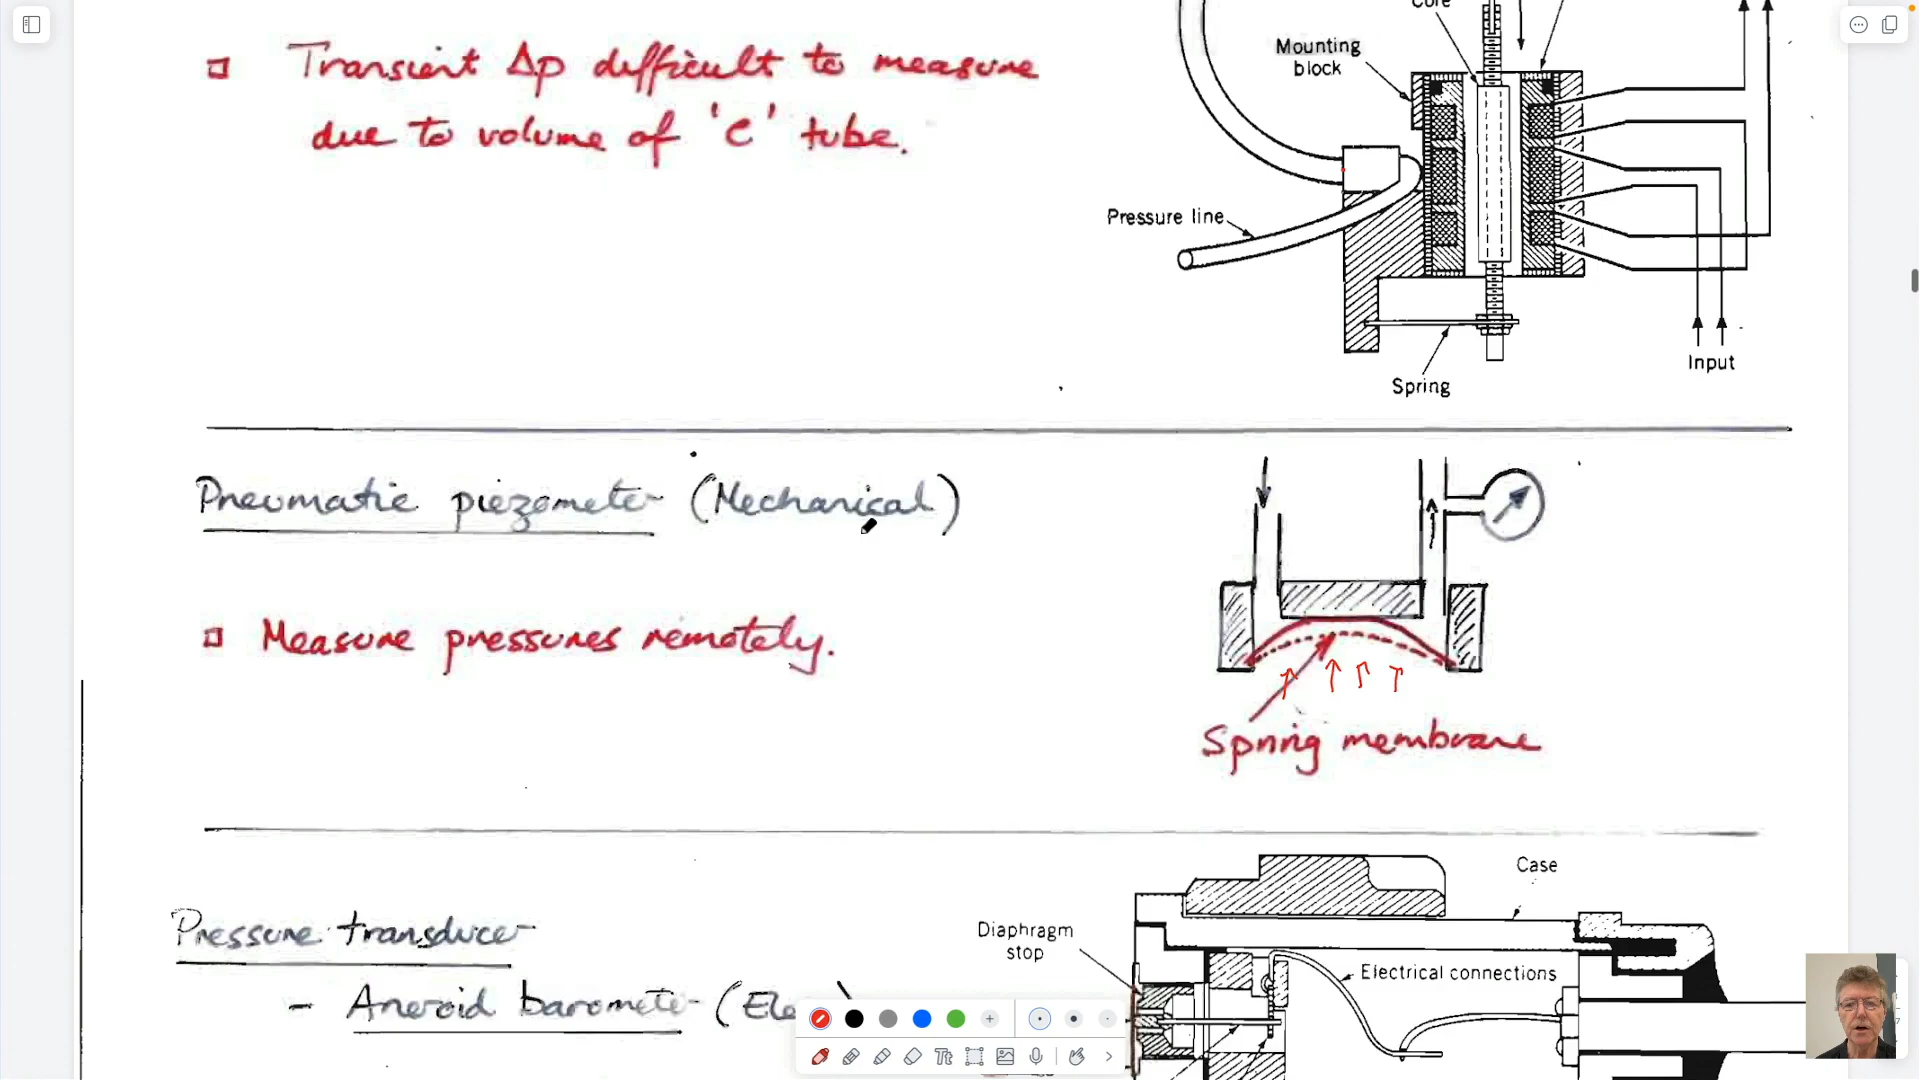 Core
Transient Δp difficult to measure
due to volume of 'C' tube.
Mounting
block
Pressure line
Input
Spring
Pneumatic piezometer (Mechanical)
Measure pressures remotely.
Spring membrane
Pressure transducer
- Aneroid barometer (Ele
Case
Diaphragm
stop
Electrical connections
Tt